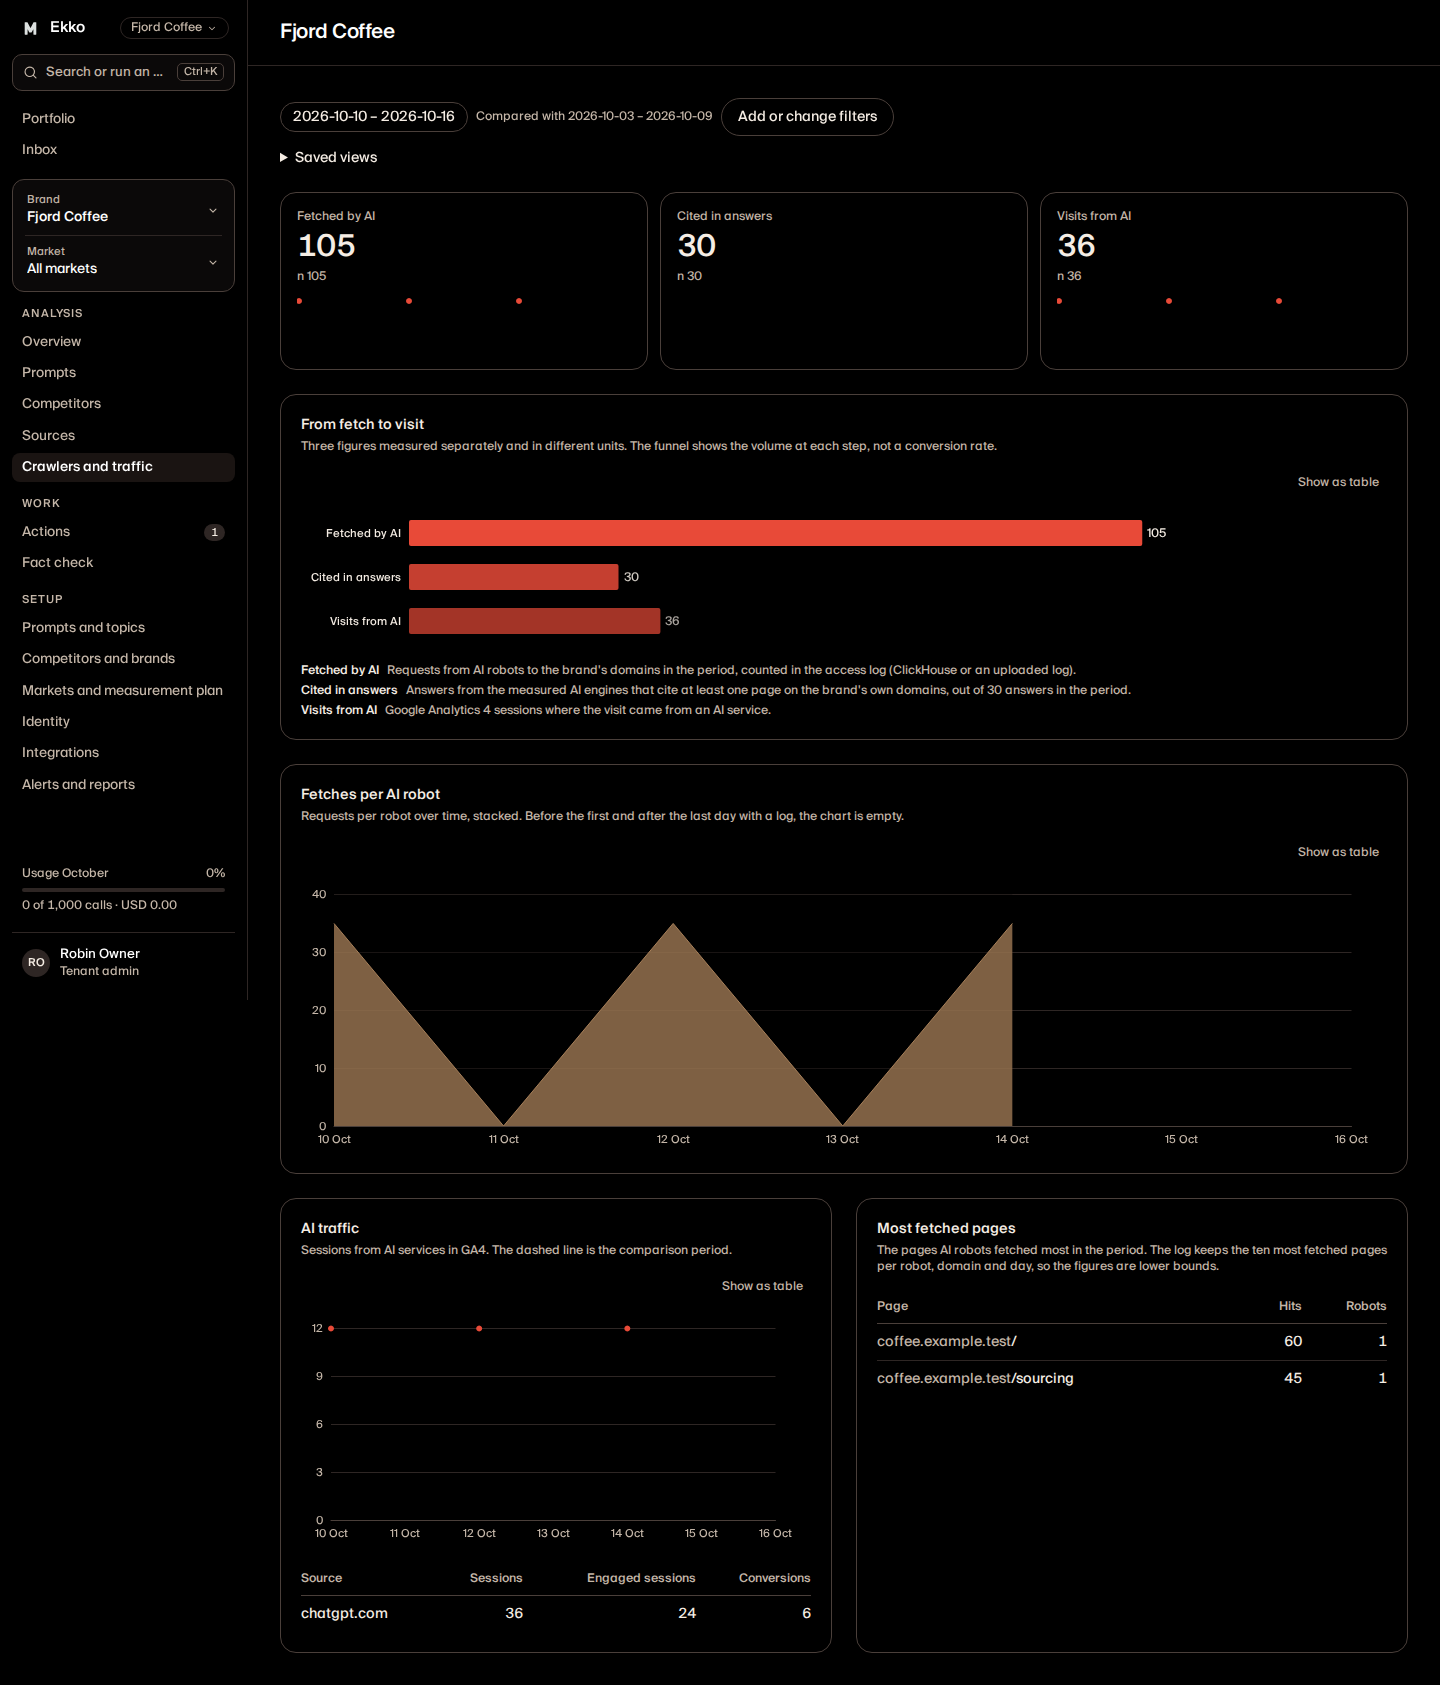 Ekko
Fjord Coffee
Search or run an ...
Ctrl+K
Portfolio
Inbox
Brand
Fjord Coffee
Market
All markets
ANALYSIS
Overview
Prompts
Competitors
Sources
Crawlers and traffic
WORK
Actions
1
Fact check
SETUP
Prompts and topics
Competitors and brands
Markets and measurement plan
Identity
Integrations
Alerts and reports
Usage October
0%
0 of 1,000 calls · USD 0.00
RO
Robin Owner
Tenant admin
Fjord Coffee
2026-10-10 – 2026-10-16
Compared with 2026-10-03 – 2026-10-09
Add or change filters
Saved views
Fetched by AI
105
n 105
Cited in answers
30
n 30
Visits from AI
36
n 36
From fetch to visit
Three figures measured separately and in different units. The funnel shows the volume at each step, not a conversion rate.
Show as table
Fetched by AI
105
Cited in answers
30
Visits from AI
36
Fetched by AI Requests from AI robots to the brand's domains in the period, counted in the access log (ClickHouse or an uploaded log).
Cited in answers Answers from the measured AI engines that cite at least one page on the brand's own domains, out of 30 answers in the period.
Visits from AI Google Analytics 4 sessions where the visit came from an AI service.
Fetches per AI robot
Requests per robot over time, stacked. Before the first and after the last day with a log, the chart is empty.
Show as table
40
30
20
10
0
10 Oct 11 Oct 12 Oct 13 Oct 14 Oct 15 Oct 16 Oct
AI traffic
Sessions from AI services in GA4. The dashed line is the comparison period.
Show as table
12
9
6
3
0
10 Oct 11 Oct 12 Oct 13 Oct 14 Oct 15 Oct 16 Oct
Source Sessions Engaged sessions Conversions
chatgpt.com 36 24 6
Most fetched pages
The pages AI robots fetched most in the period. The log keeps the ten most fetched pages
per robot, domain and day, so the figures are lower bounds.
Page Hits Robots
coffee.example.test/ 60 1
coffee.example.test/sourcing 45 1